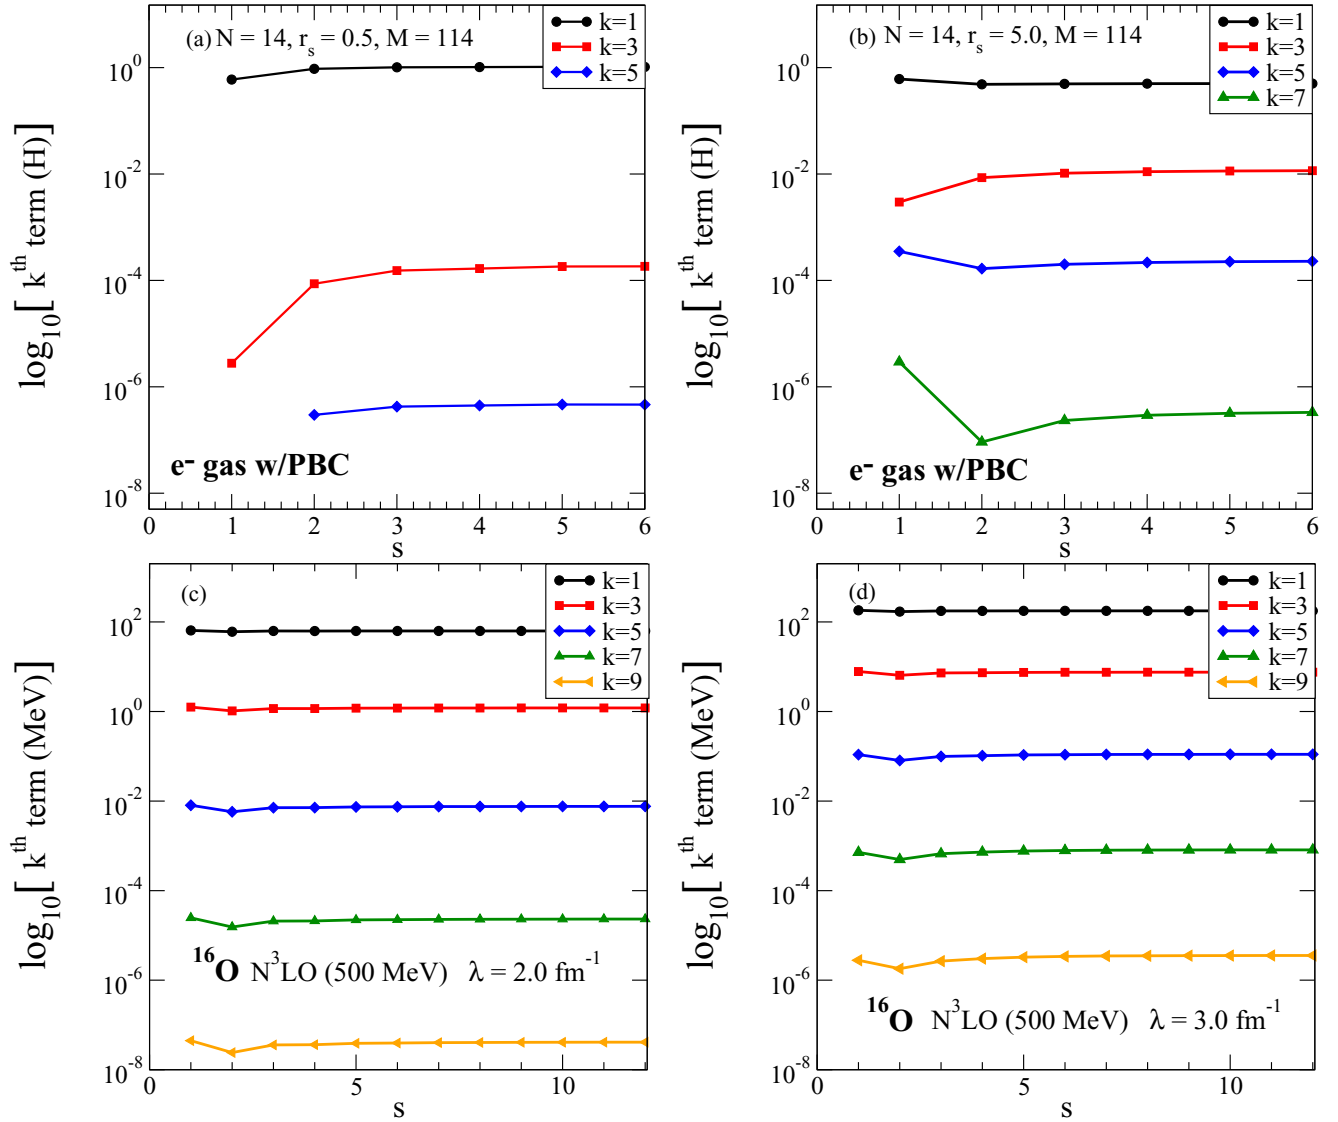 (a) N = 14, r_s = 0.5, M = 114
k=1
k=3
k=5
10^0
10^-2
10^-4
10^-6
10^-8
log_10[ k^th term (H) ]
e^- gas w/PBC
0 1 2 3 4 5 6
s
(b) N = 14, r_s = 5.0, M = 114
k=1
k=3
k=5
k=7
10^0
10^-2
10^-4
10^-6
10^-8
log_10[ k^th term (H) ]
e^- gas w/PBC
0 1 2 3 4 5 6
s
(c)
k=1
k=3
k=5
k=7
k=9
10^2
10^0
10^-2
10^-4
10^-6
10^-8
log_10[ k^th term (MeV) ]
^16O N^3LO (500 MeV) λ = 2.0 fm^-1
0 5 10
s
(d)
k=1
k=3
k=5
k=7
k=9
10^2
10^0
10^-2
10^-4
10^-6
10^-8
log_10[ k^th term (MeV) ]
^16O N^3LO (500 MeV) λ = 3.0 fm^-1
0 5 10
s